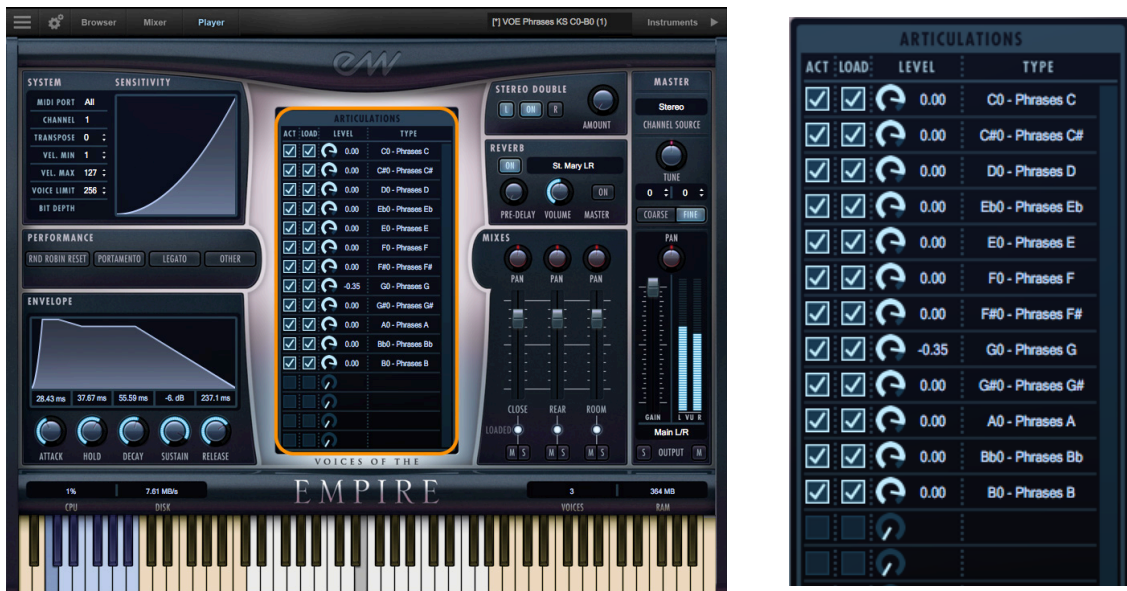 Browser Mixer Player [*] VOE Phrases KS C0-B0 (1) Instruments
ew
SYSTEM SENSITIVITY
MIDI PORT All
CHANNEL 1
TRANSPOSE 0
VEL. MIN 1
VEL. MAX 127
VOICE LIMIT 256
BIT DEPTH
PERFORMANCE
RND ROBIN RESET PORTAMENTO LEGATO OTHER
ENVELOPE
28.43 ms 37.67 ms 55.59 ms -6. dB 237.1 ms
ATTACK HOLD DECAY SUSTAIN RELEASE
ARTICULATIONS
ACT LOAD LEVEL TYPE
0.00 C0 - Phrases C
0.00 C#0 - Phrases C#
0.00 D0 - Phrases D
0.00 Eb0 - Phrases Eb
0.00 E0 - Phrases E
0.00 F0 - Phrases F
0.00 F#0 - Phrases F#
-0.35 G0 - Phrases G
0.00 G#0 - Phrases G#
0.00 A0 - Phrases A
0.00 Bb0 - Phrases Bb
0.00 B0 - Phrases B
STEREO DOUBLE
L ON R
AMOUNT
REVERB
ON St. Mary LR
ON
PRE-DELAY VOLUME MASTER
MIXES
PAN PAN PAN
CLOSE REAR ROOM
LOADED
M S M S M S
MASTER
Stereo
CHANNEL SOURCE
TUNE
0 0
COARSE FINE
PAN
GAIN L VU R
Main L/R
S OUTPUT M
VOICES OF THE
EMPIRE
1% 7.61 MB/s
CPU DISK
3 364 MB
VOICES RAM
ARTICULATIONS
ACT LOAD LEVEL TYPE
0.00 C0 - Phrases C
0.00 C#0 - Phrases C#
0.00 D0 - Phrases D
0.00 Eb0 - Phrases Eb
0.00 E0 - Phrases E
0.00 F0 - Phrases F
0.00 F#0 - Phrases F#
-0.35 G0 - Phrases G
0.00 G#0 - Phrases G#
0.00 A0 - Phrases A
0.00 Bb0 - Phrases Bb
0.00 B0 - Phrases B